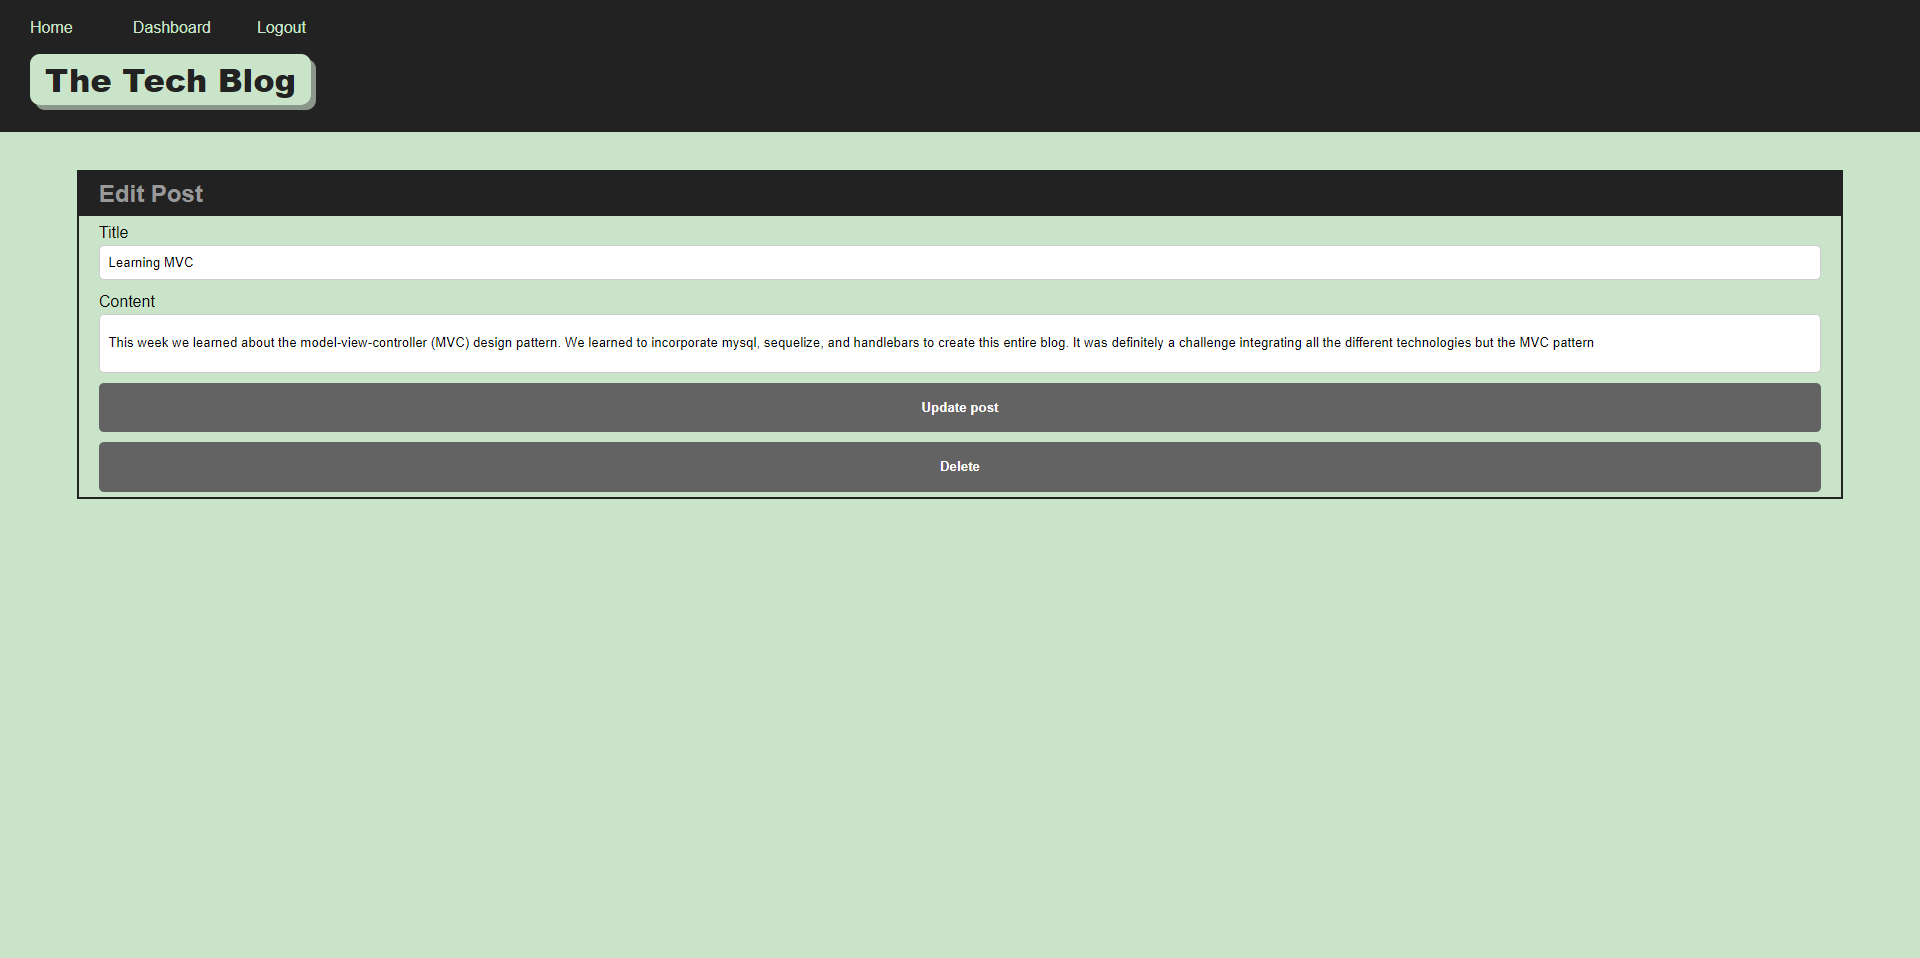 Home Dashboard Logout
The Tech Blog
Edit Post
Title
Learning MVC
Content
This week we learned about the model-view-controller (MVC) design pattern. We learned to incorporate mysql, sequelize, and handlebars to create this entire blog. It was definitely a challenge integrating all the different technologies but the MVC pattern
Update post
Delete